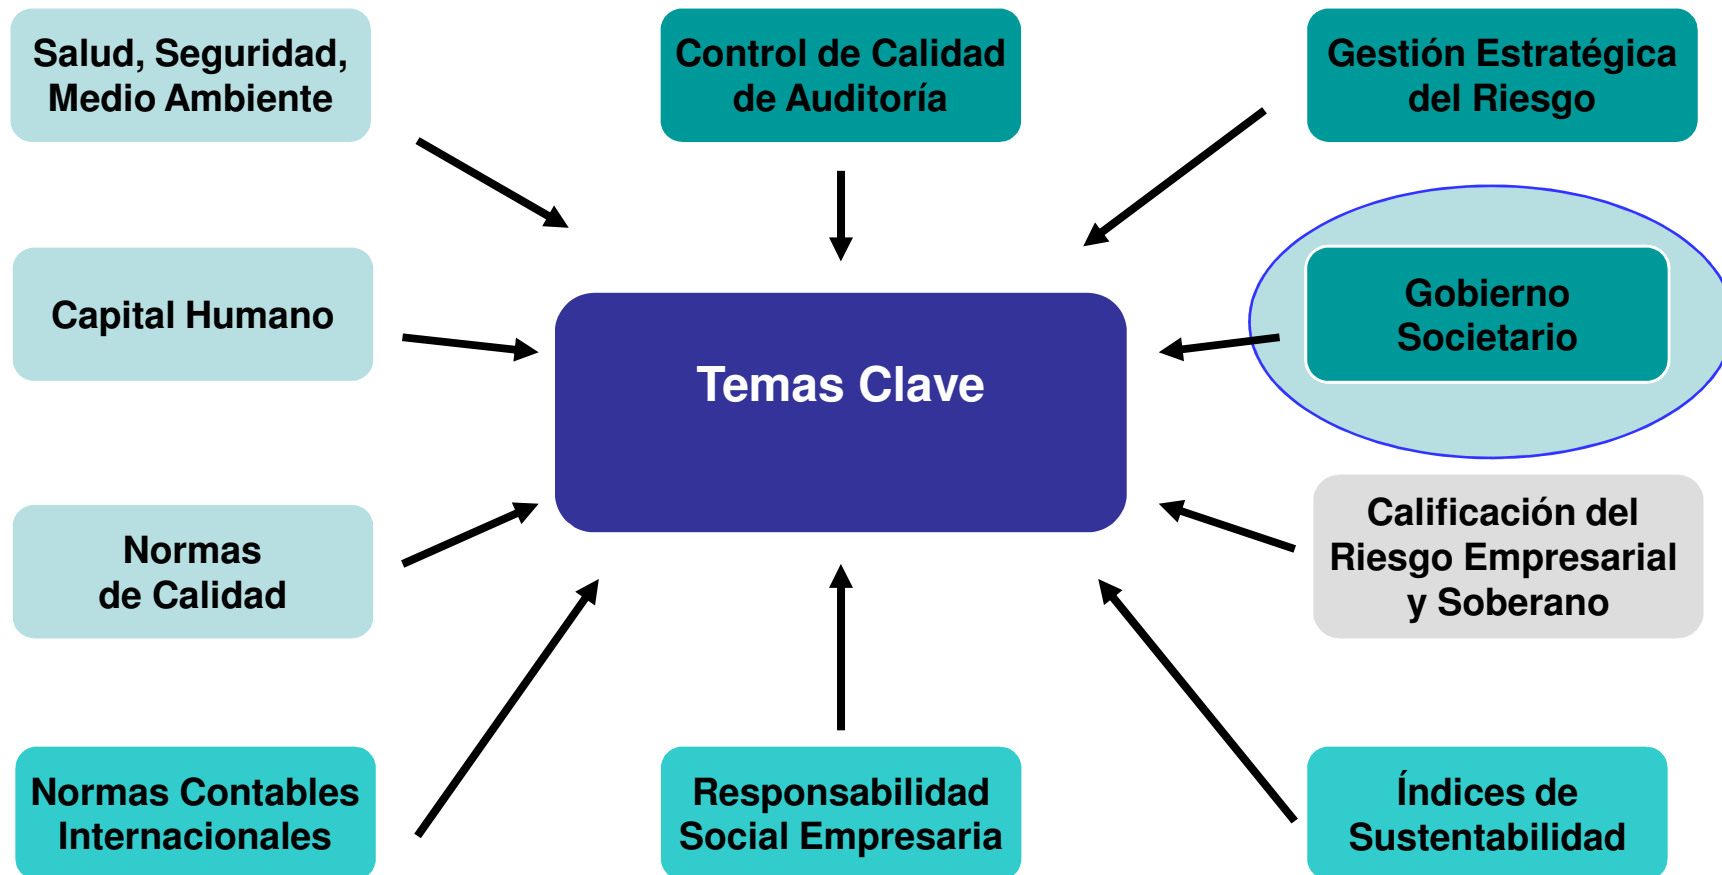 Salud, Seguridad,
Medio Ambiente
Control de Calidad
de Auditoría
Gestión Estratégica
del Riesgo
Capital Humano
Temas Clave
Gobierno
Societario
Normas
de Calidad
Calificación del
Riesgo Empresarial
y Soberano
Normas Contables
Internacionales
Responsabilidad
Social Empresaria
Índices de
Sustentabilidad